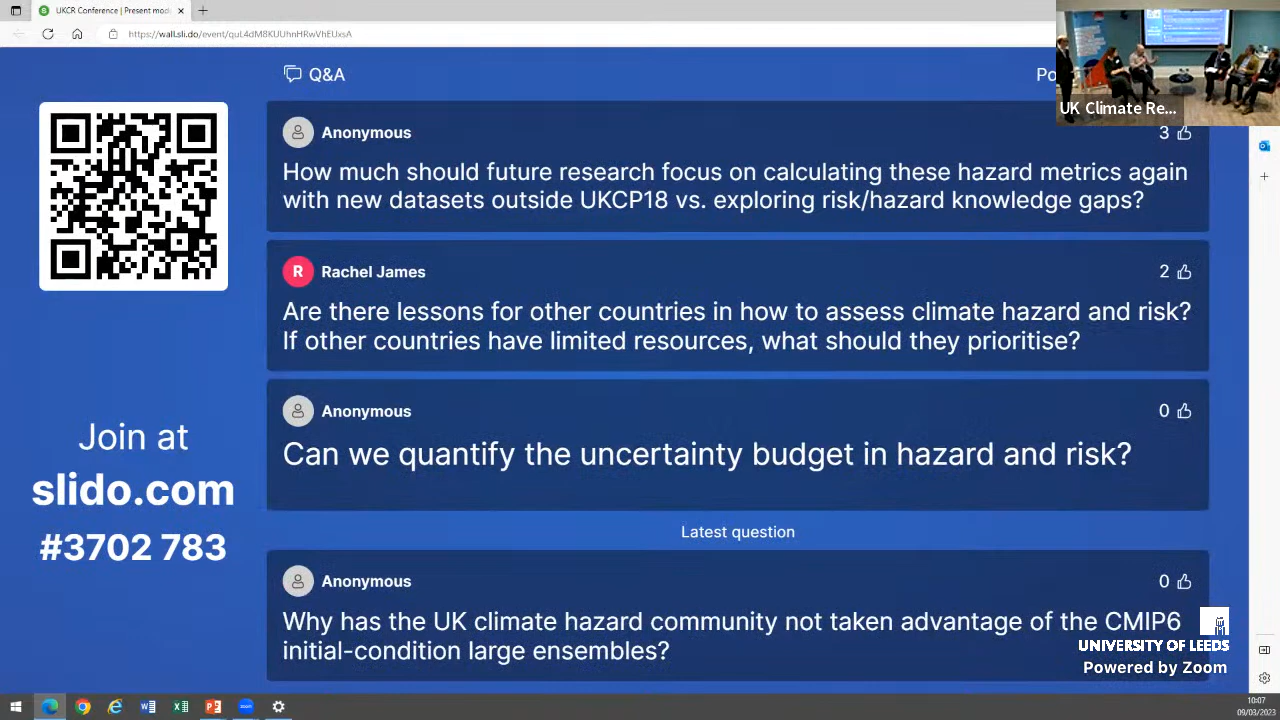 UKCR Conference | Present mod
https://wall.sli.do/event/quL4dM8KUUhnHRwVhEUxsA
Q&A
Po
UK Climate Re...
Anonymous
3
How much should future research focus on calculating these hazard metrics again
with new datasets outside UKCP18 vs. exploring risk/hazard knowledge gaps?
R
Rachel James
2
Are there lessons for other countries in how to assess climate hazard and risk?
If other countries have limited resources, what should they prioritise?
Anonymous
0
Can we quantify the uncertainty budget in hazard and risk?
Join at
slido.com
#3702 783
Latest question
Anonymous
0
Why has the UK climate hazard community not taken advantage of the CMIP6
initial-condition large ensembles?
UNIVERSITY OF LEEDS
Powered by Zoom
10:07
09/03/2023